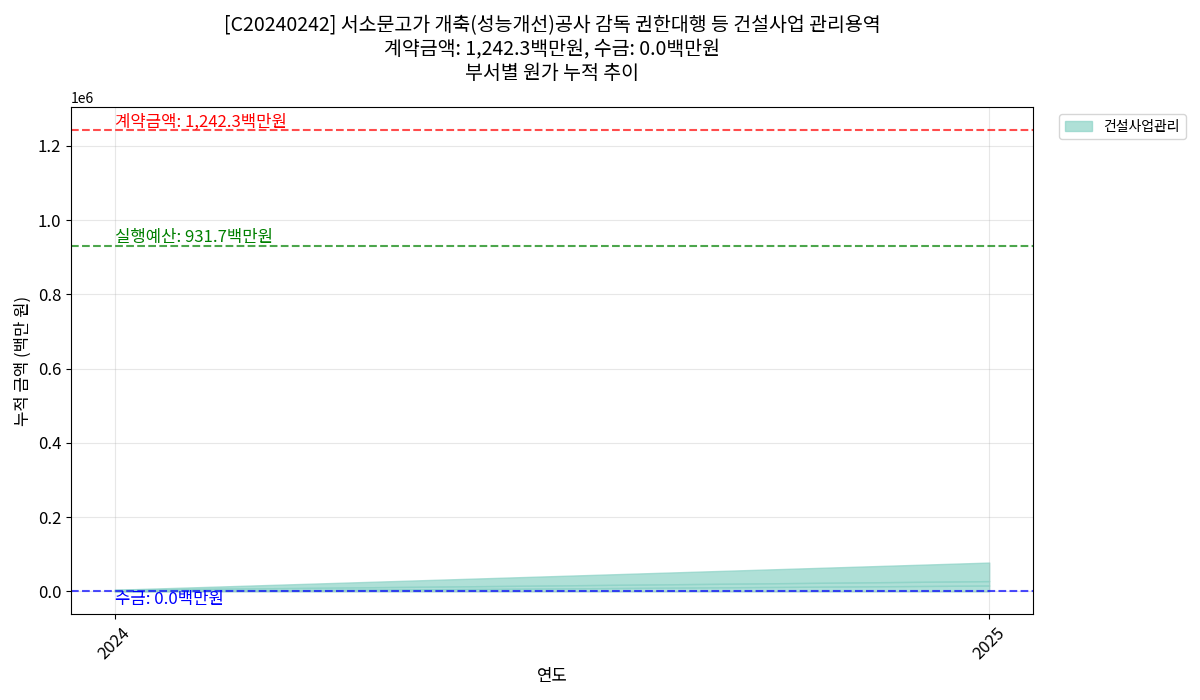 [C20240242] 서소문고가 개축(성능개선)공사 감독 권한대행 등 건설사업 관리용역
계약금액: 1,242.3백만원, 수금: 0.0백만원
부서별 원가 누적 추이
1e6
계약금액: 1,242.3백만원
건설사업관리
1.2
1.0
실행예산: 931.7백만원
0.8
누적 금액 (백만 원)
0.6
0.4
0.2
0.0
수금: 0.0백만원
2024
2025
연도